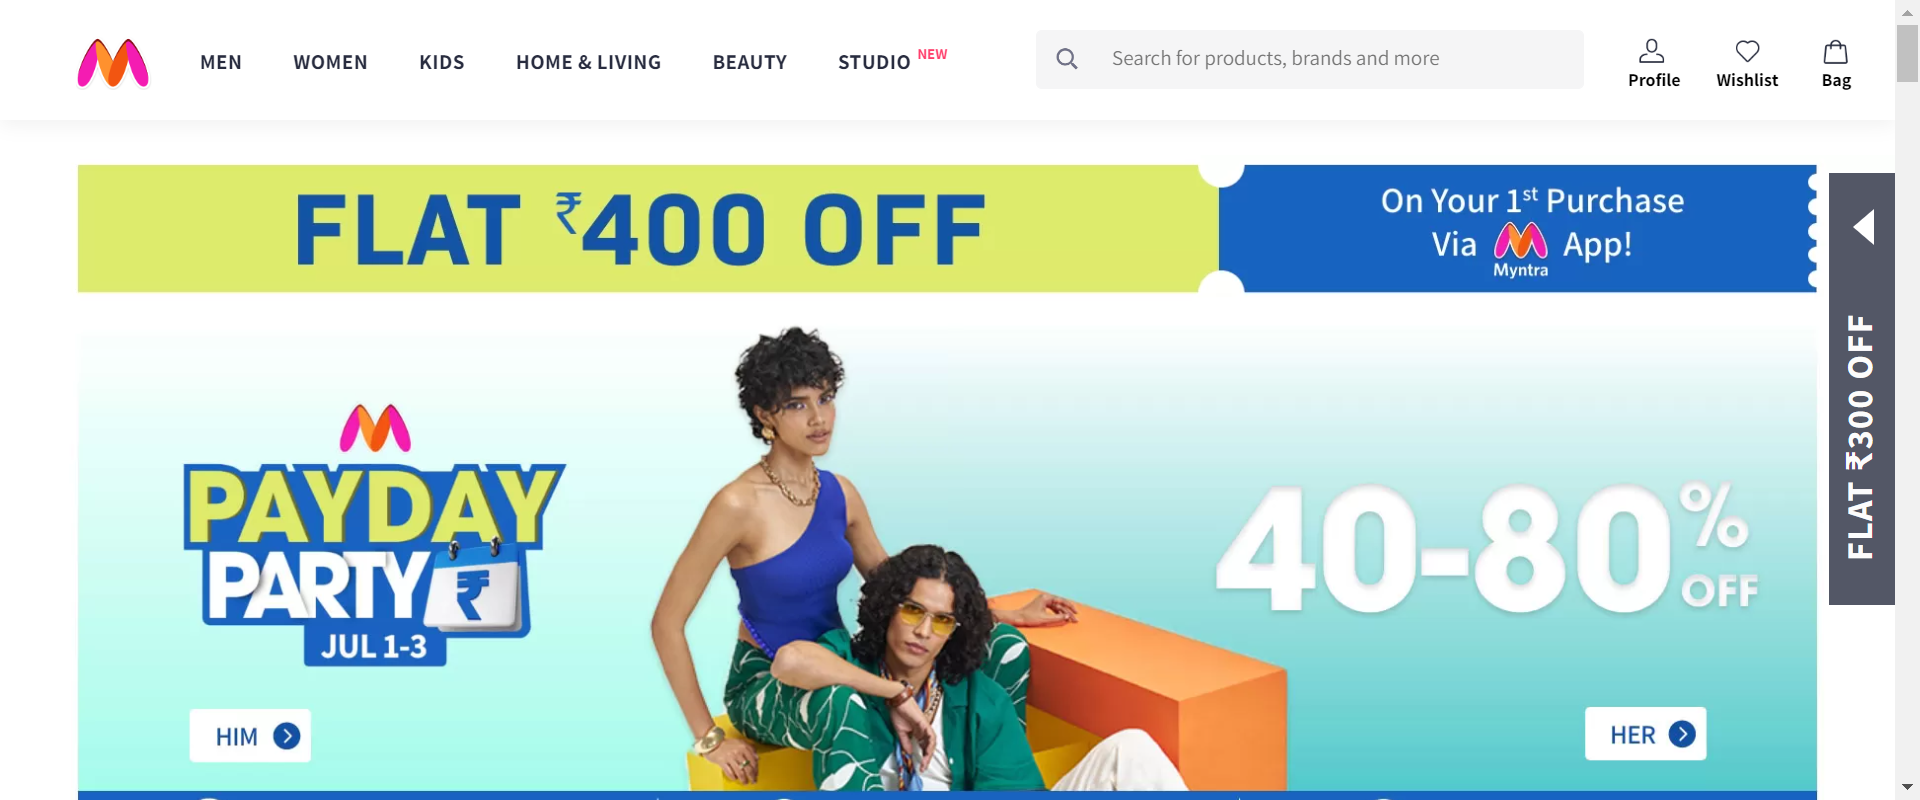 MEN WOMEN KIDS HOME & LIVING BEAUTY STUDIO NEW
Search for products, brands and more
Profile Wishlist Bag
FLAT ₹400 OFF
On Your 1st Purchase
Via Myntra App!
FLAT ₹300 OFF
PAYDAY
PARTY ₹
JUL 1-3
40-80% OFF
HIM
HER